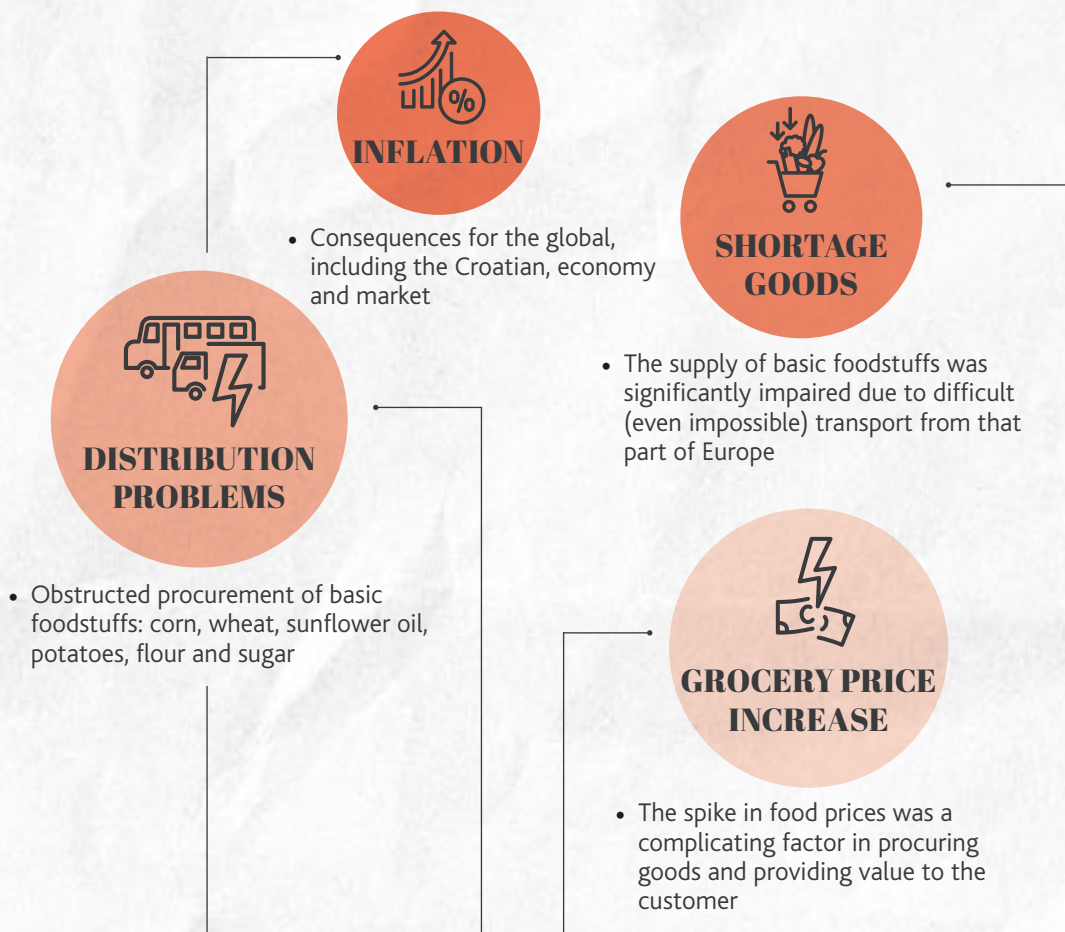 %
INFLATION
• Consequences for the global,
including the Croatian, economy
and market
SHORTAGE
GOODS
• The supply of basic foodstuffs was
significantly impaired due to difficult
(even impossible) transport from that
part of Europe
DISTRIBUTION
PROBLEMS
• Obstructed procurement of basic
foodstuffs: corn, wheat, sunflower oil,
potatoes, flour and sugar
GROCERY PRICE
INCREASE
• The spike in food prices was a
complicating factor in procuring
goods and providing value to the
customer